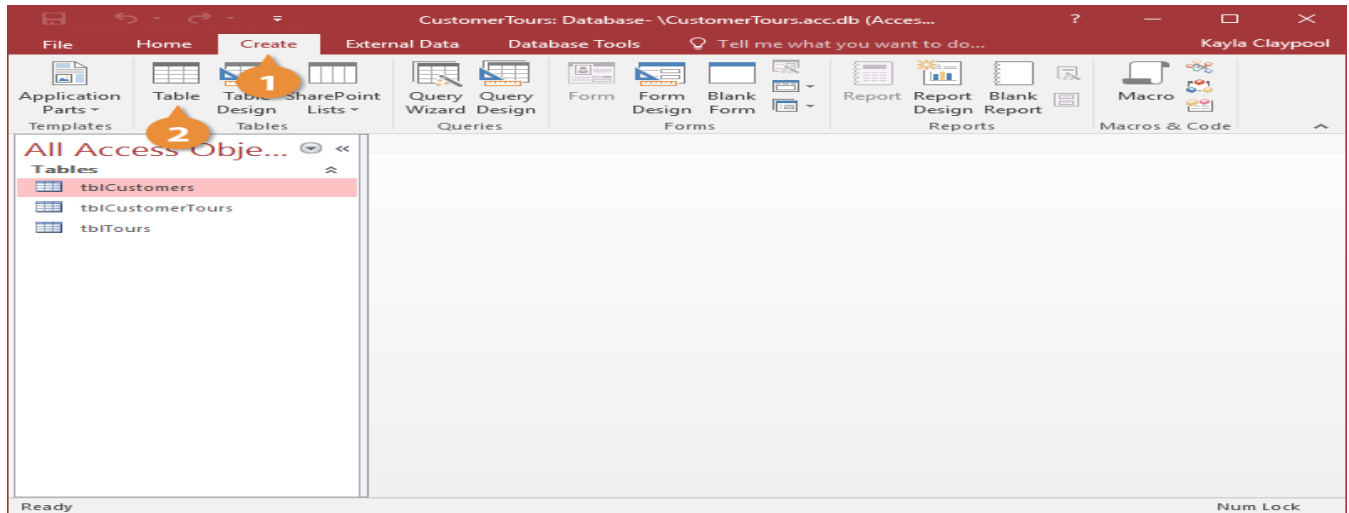 CustomerTours: Database- \CustomerTours.acc.db (Acces... ?
File Home Create External Data Database Tools Tell me what you want to do... Kayla Claypool
1
Application Parts
Table
Design
SharePoint Lists
Query Wizard
Query Design
Form
Form Design
Blank Form
Report
Report Design
Blank Report
Macro
2
Templates Tables Queries Forms Reports Macros & Code
All Access Obje... «
Tables
tblCustomers
tblCustomerTours
tblTours
Ready Num Lock